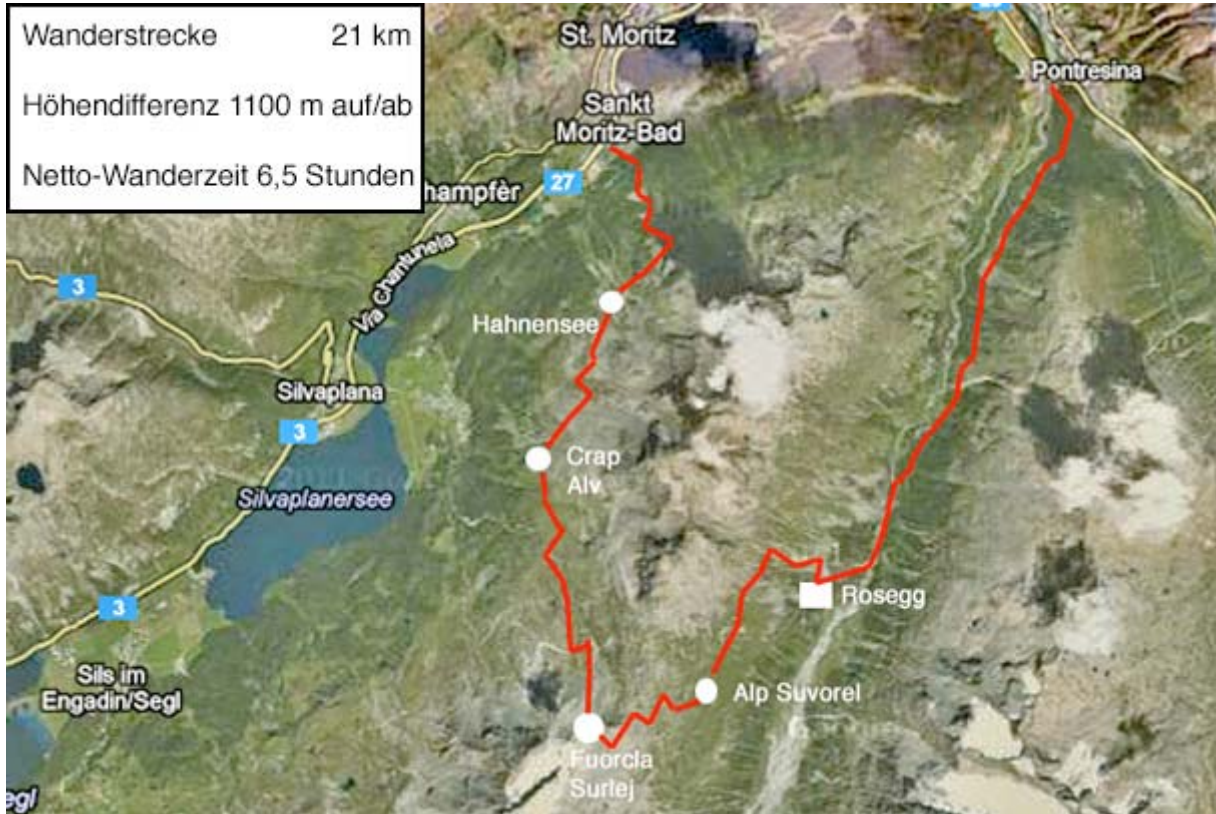 Wanderstrecke 21 km
Höhendifferenz 1100 m auf/ab
Netto-Wanderzeit 6,5 Stunden
St. Moritz
Sankt
Moritz-Bad
Pontresina
hampfèr
27
Via Chantunela
3
Hahnensee
Silvaplana
3
Crap
Alv
Silvaplanersee
3
Rosegg
Sils im
Engadin/Segl
Alp Suvorel
Fuorcla
Surlej
egl